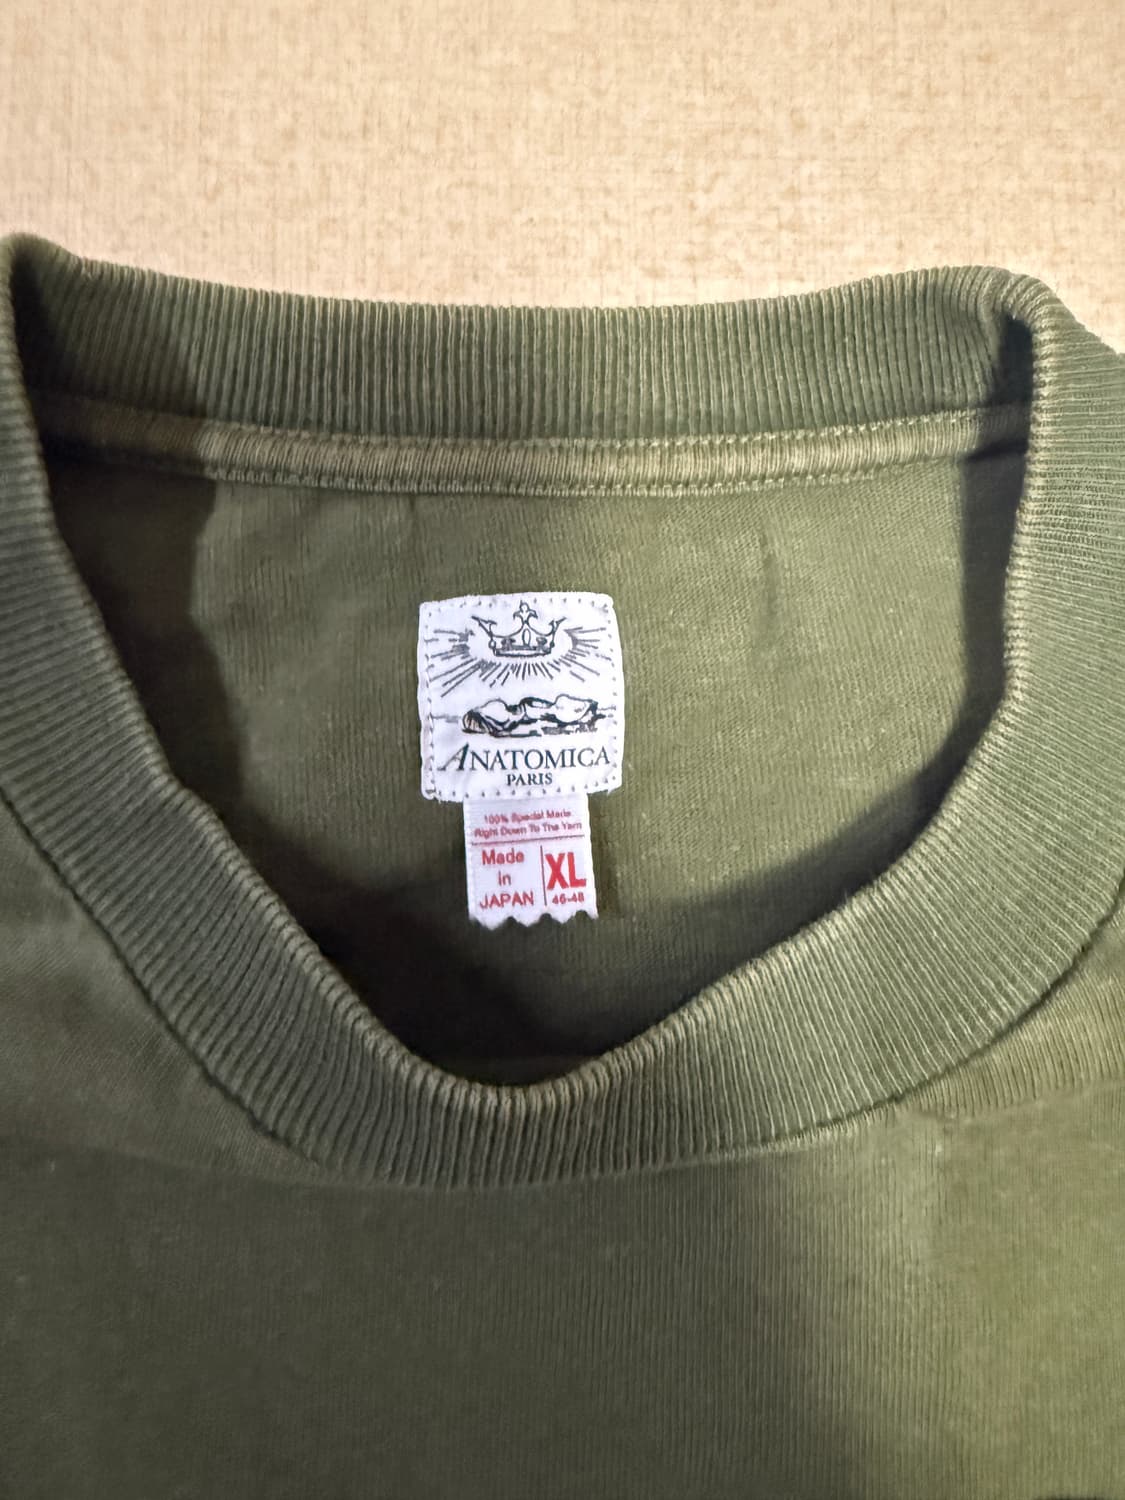 ANATOMICA
PARIS
100% Special Made
Right Down To The Yarn
Made
in
JAPAN
XL
46-48